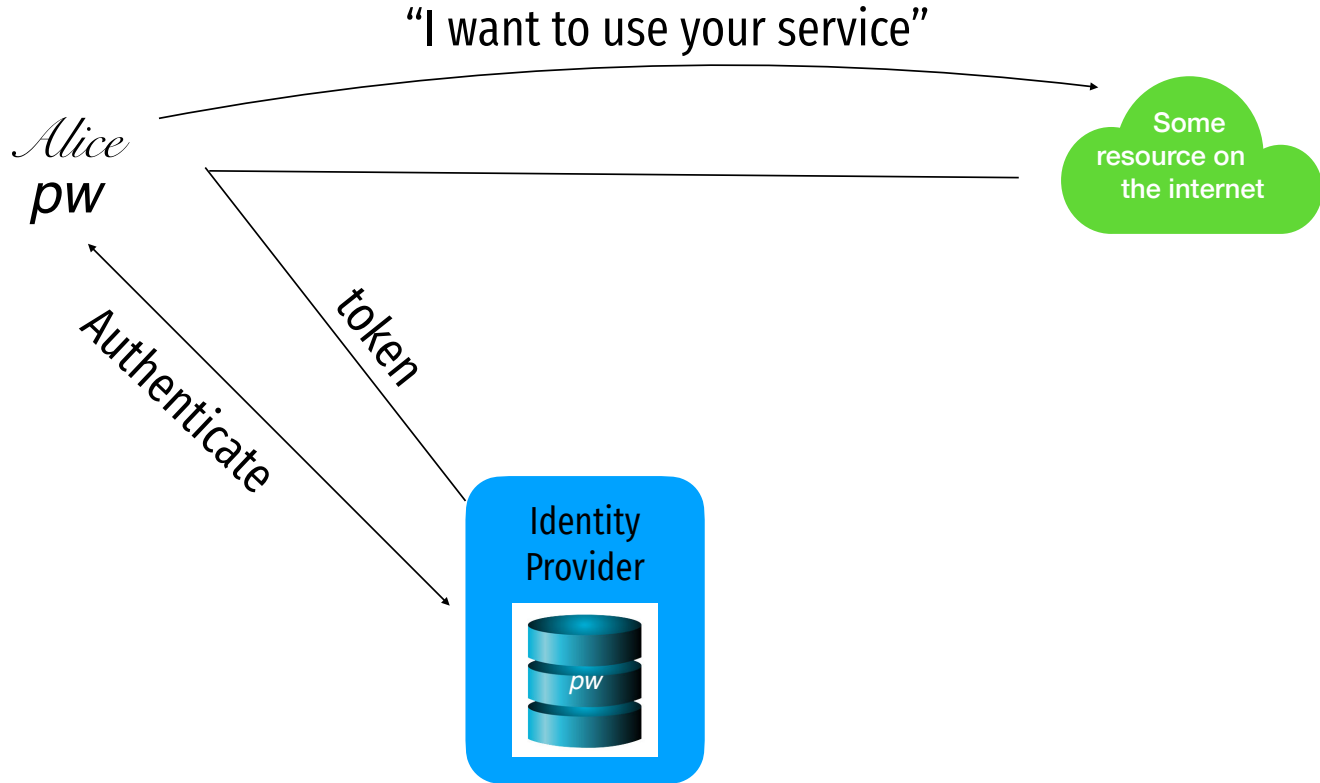 “I want to use your service”
Alice
pw
Some
resource on
the internet
token
Authenticate
Identity
Provider
pw